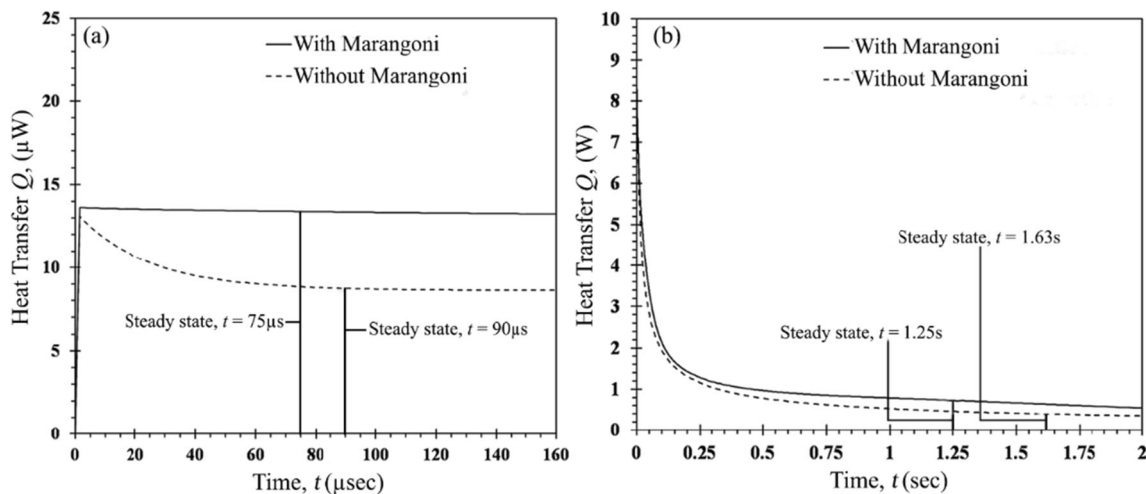 (a)
With Marangoni
Without Marangoni
Heat Transfer Q, (µW)
25
20
15
10
5
0
Steady state, t = 75µs
Steady state, t = 90µs
0 20 40 60 80 100 120 140 160
Time, t (µsec)
(b)
With Marangoni
Without Marangoni
Heat Transfer Q, (W)
10
9
8
7
6
5
4
3
2
1
0
Steady state, t = 1.63s
Steady state, t = 1.25s
0 0.25 0.5 0.75 1 1.25 1.5 1.75 2
Time, t (sec)